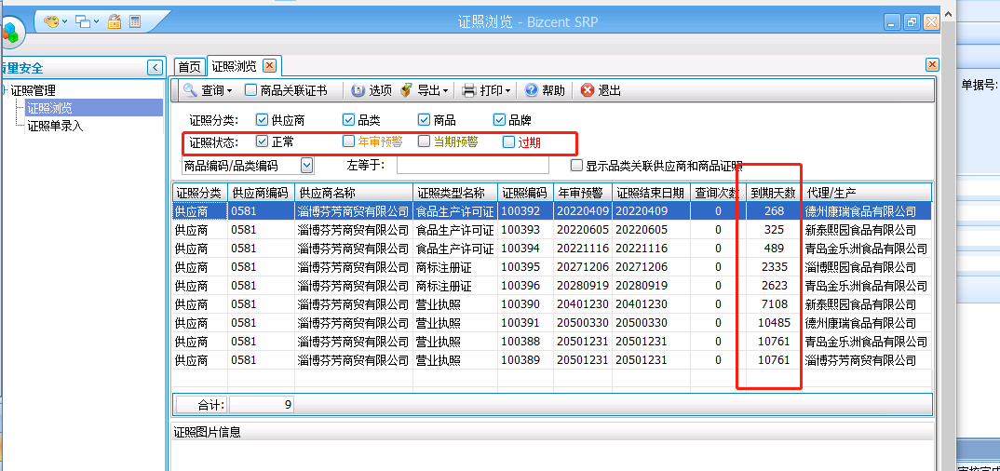 证照浏览 - Bizcent SRP
质量安全
首页 证照浏览
证照管理
证照浏览
证照单录入
查询 商品关联证书 选项 导出 打印 帮助 退出
单据号:
证照分类: 供应商 品类 商品 品牌
证照状态: 正常 年审预警 当期预警 过期
商品编码/品类编码 左等于: 显示品类关联供应商和商品证照
证照分类 供应商编码 供应商名称 证照类型名称 证照编码 年审预警 证照结束日期 查询次数 到期天数 代理/生产
供应商 0581 淄博芬芳商贸有限公司 食品生产许可证 100392 20220409 20220409 0 268 德州康瑞食品有限公司
供应商 0581 淄博芬芳商贸有限公司 食品生产许可证 100393 20220605 20220605 0 325 新泰熙园食品有限公司
供应商 0581 淄博芬芳商贸有限公司 食品生产许可证 100394 20221116 20221116 0 489 青岛金乐洲食品有限公司
供应商 0581 淄博芬芳商贸有限公司 商标注册证 100395 20271206 20271206 0 2335 淄博熙园食品有限公司
供应商 0581 淄博芬芳商贸有限公司 商标注册证 100396 20280919 20280919 0 2623 青岛金乐洲食品有限公司
供应商 0581 淄博芬芳商贸有限公司 营业执照 100390 20401230 20401230 0 7108 新泰熙园食品有限公司
供应商 0581 淄博芬芳商贸有限公司 营业执照 100391 20500330 20500330 0 10485 德州康瑞食品有限公司
供应商 0581 淄博芬芳商贸有限公司 营业执照 100388 20501231 20501231 0 10761 青岛金乐洲食品有限公司
供应商 0581 淄博芬芳商贸有限公司 营业执照 100389 20501231 20501231 0 10761 淄博芬芳商贸有限公司
合计: 9
证照图片信息